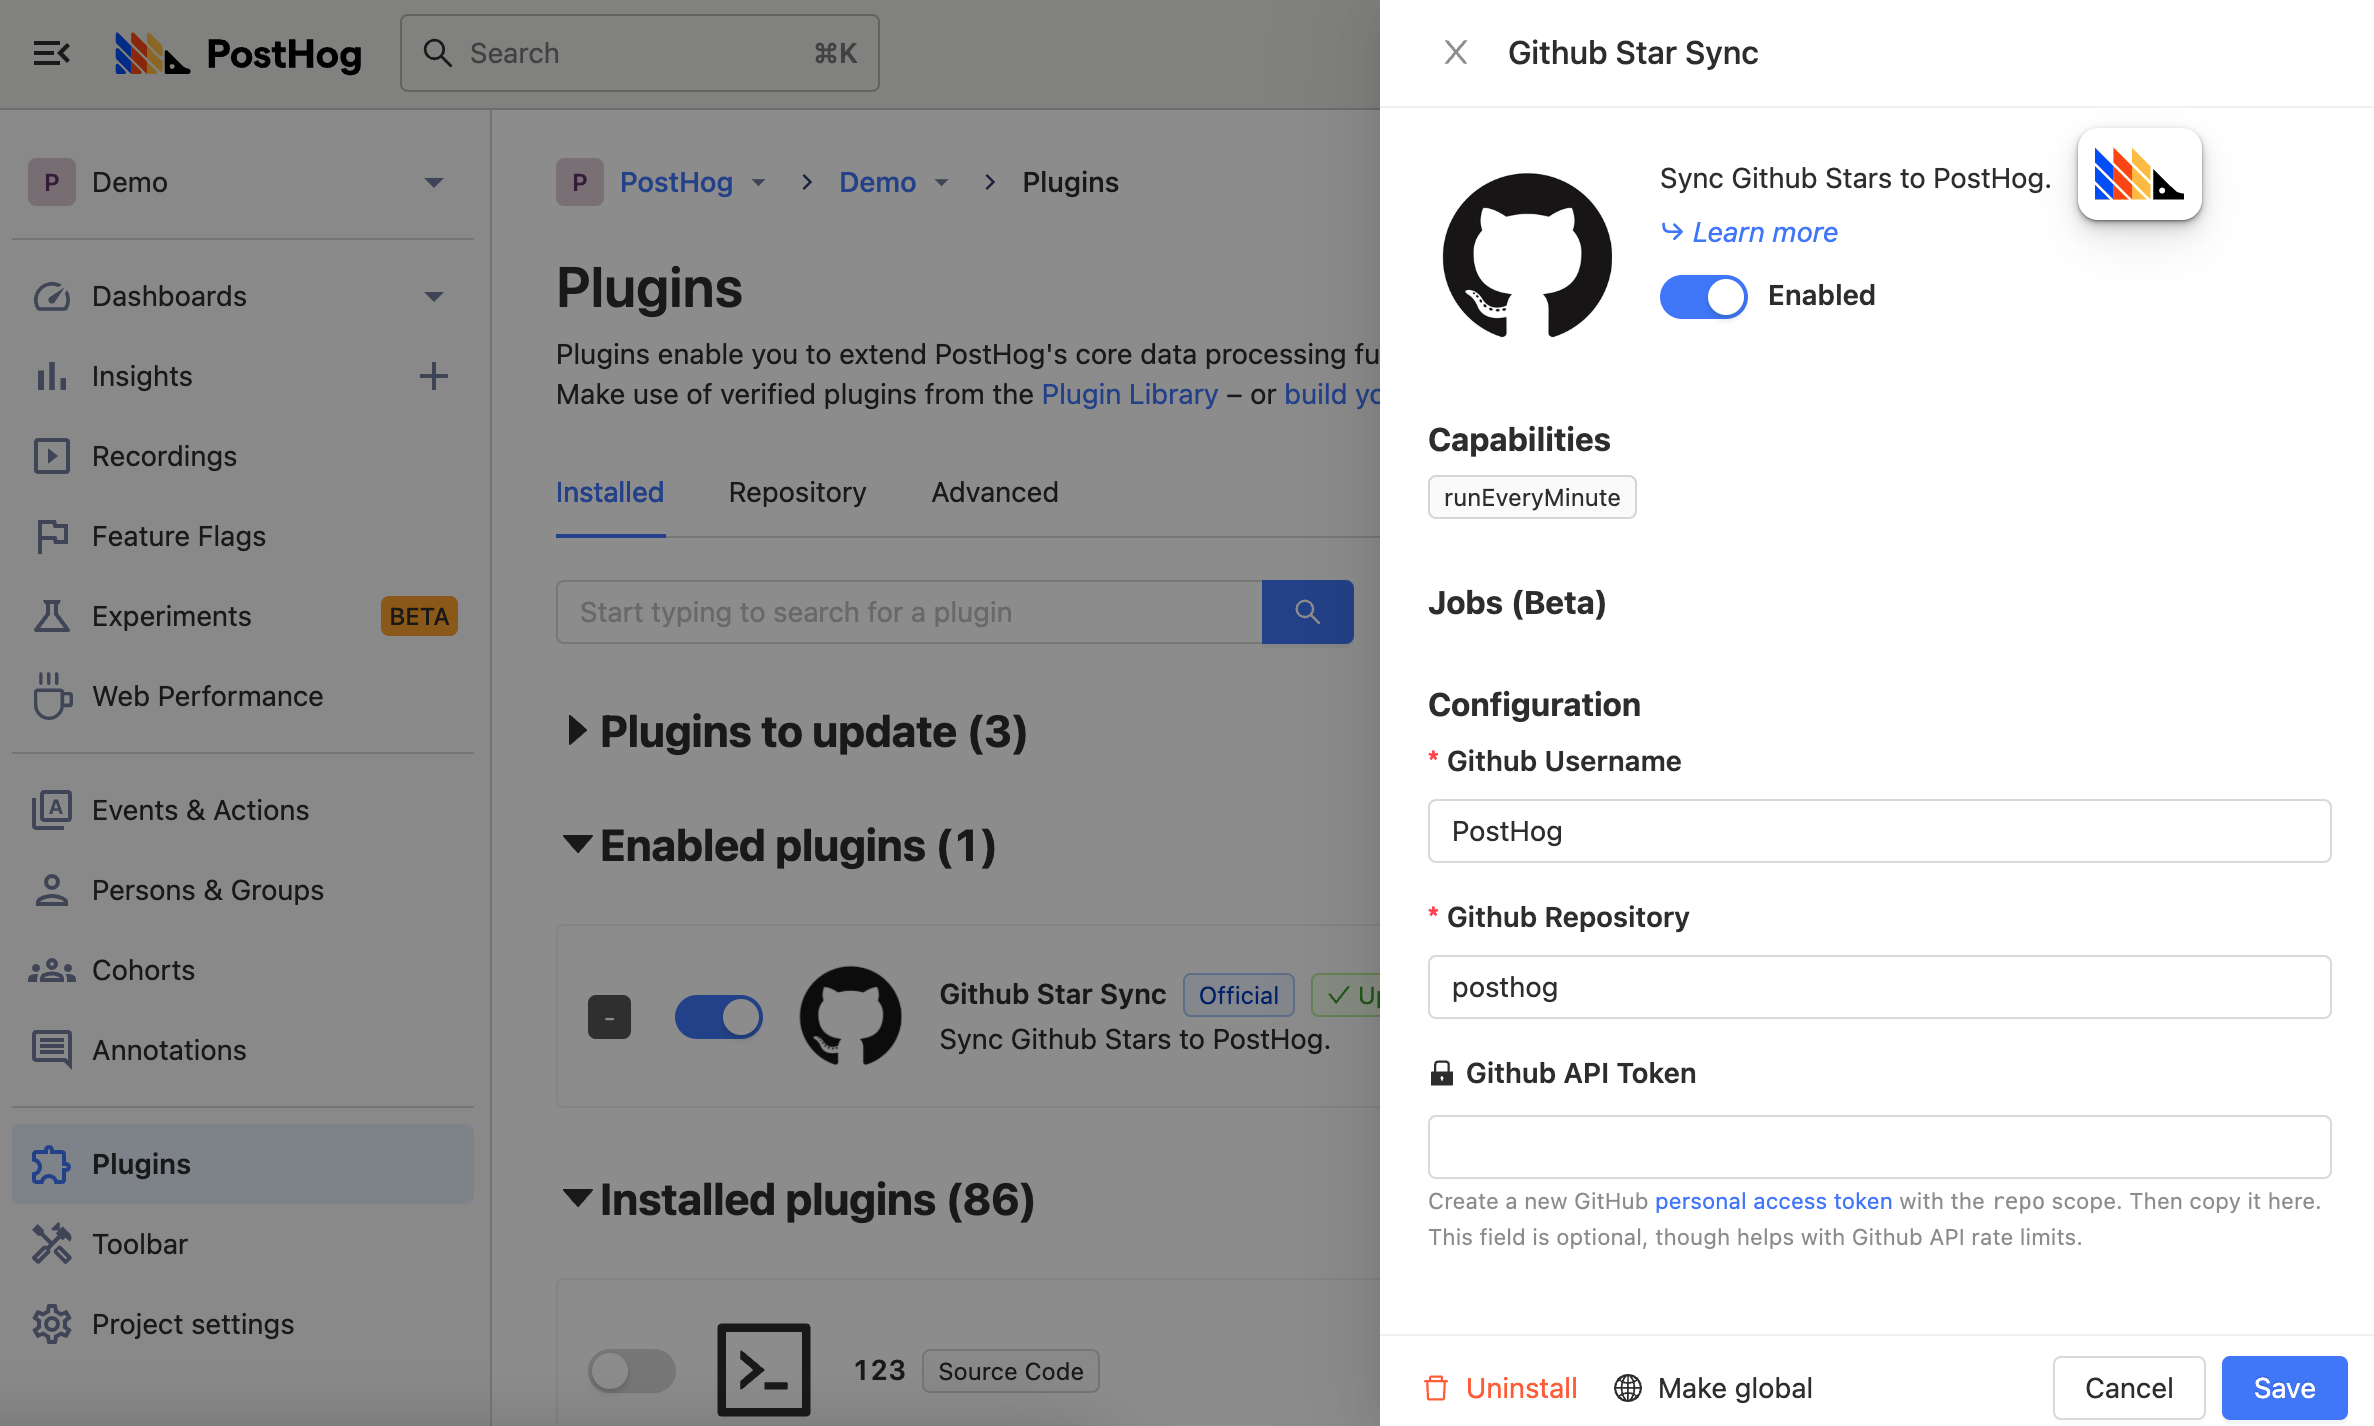 PostHog
Search
⌘K
P
Demo
Dashboards
Insights
Recordings
Feature Flags
Experiments
BETA
Web Performance
Events & Actions
Persons & Groups
Cohorts
Annotations
Plugins
Toolbar
Project settings
P PostHog > Demo > Plugins
Plugins
Plugins enable you to extend PostHog's core data processing fu
Make use of verified plugins from the Plugin Library – or build yo
Installed
Repository
Advanced
Start typing to search for a plugin
Plugins to update (3)
Enabled plugins (1)
-
Github Star Sync
Official
Up
Sync Github Stars to PostHog.
Installed plugins (86)
123
Source Code
Github Star Sync
Sync Github Stars to PostHog.
Learn more
Enabled
Capabilities
runEveryMinute
Jobs (Beta)
Configuration
* Github Username
PostHog
* Github Repository
posthog
Github API Token
Create a new GitHub personal access token with the repo scope. Then copy it here.
This field is optional, though helps with Github API rate limits.
Uninstall
Make global
Cancel
Save